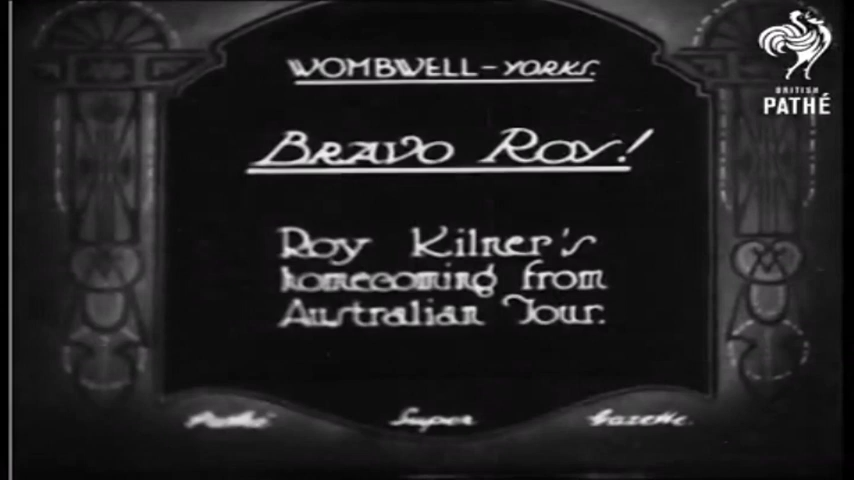 BRITISH
PATHÉ
WOMBWELL - YORKS.
BRAVO ROY!
Roy Kilner's
homecoming from
Australian Tour.
Pathé Super Gazette.